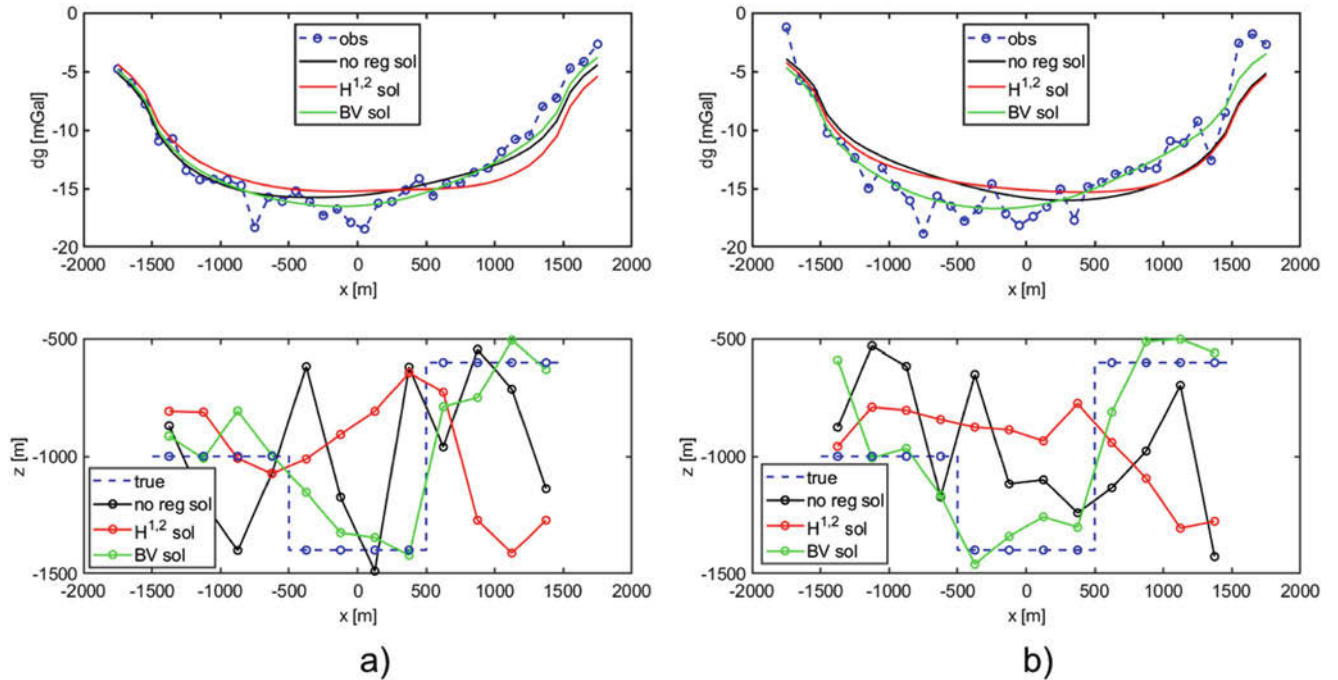 0
-5
-10
-15
-20
dg [mGal]
obs
no reg sol
H1,2 sol
BV sol
-2000 -1500 -1000 -500 0 500 1000 1500 2000
x [m]
0
-5
-10
-15
-20
dg [mGal]
obs
no reg sol
H1,2 sol
BV sol
-2000 -1500 -1000 -500 0 500 1000 1500 2000
x [m]
-500
-1000
-1500
z [m]
true
no reg sol
H1,2 sol
BV sol
-2000 -1500 -1000 -500 0 500 1000 1500 2000
x [m]
-500
-1000
-1500
z [m]
true
no reg sol
H1,2 sol
BV sol
-2000 -1500 -1000 -500 0 500 1000 1500 2000
x [m]
a)
b)